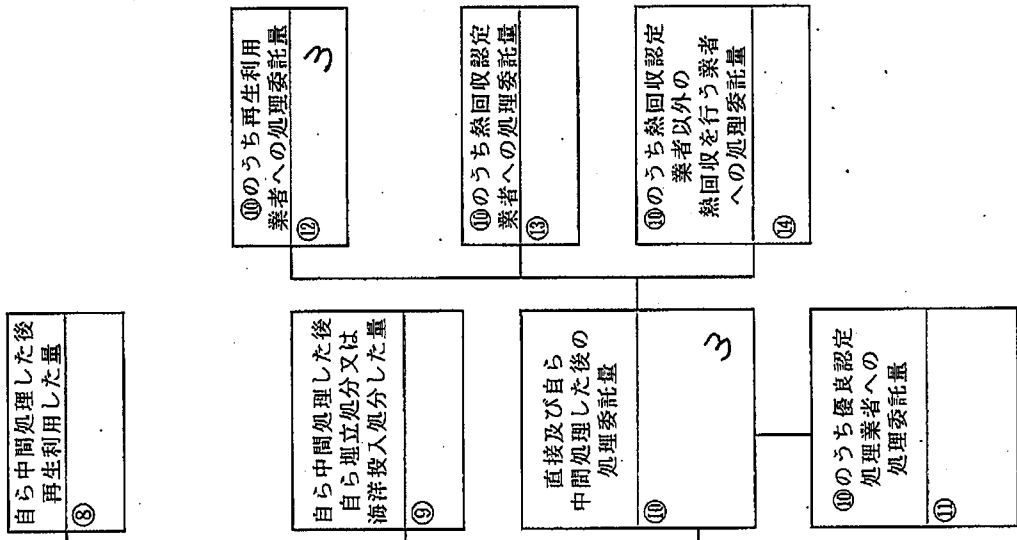 自ら中間処理した後
再生利用した量
⑧
自ら中間処理した後
自ら埋立処分又は
海洋投入処分した量
⑨
直接及び自ら
中間処理した後の
処理委託量
⑩
3
⑩のうち優良認定
処理業者への
処理委託量
⑪
⑩のうち再生利用
業者への処理委託量
⑫
3
⑩のうち熱回収認定
業者への処理委託量
⑬
⑩のうち熱回収認定
業者以外の
熱回収を行う業者
への処理委託量
⑭